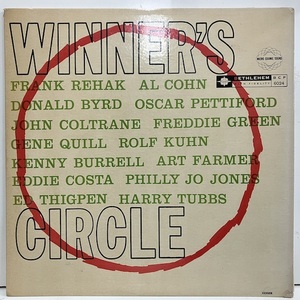 WINNER'S
FRANK REHAK AL COHN
BETHLEHEM
DONALD BYRD OSCAR PETTIFORD
JOHN COLTRANE FREDDIE GREEN
GENE QUILL ROLF KUHN
KENNY BURRELL ART FARMER
EDDIE COSTA PHILLY JO JONES
ED THIGPEN HARRY TUBBS
CIRCLE